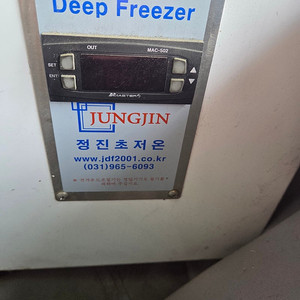 Deep Freezer
OUT MAC-502
SET
ENT
JUNGJIN
정진초저온
www.jdf2001.co.kr
(031)965-6093